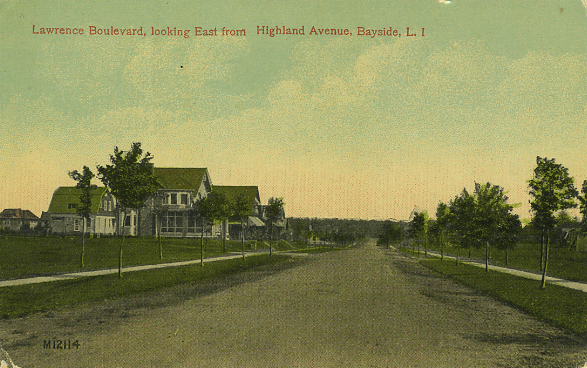 Lawrence Boulevard, looking East from Highland Avenue, Bayside, L. I
M12114